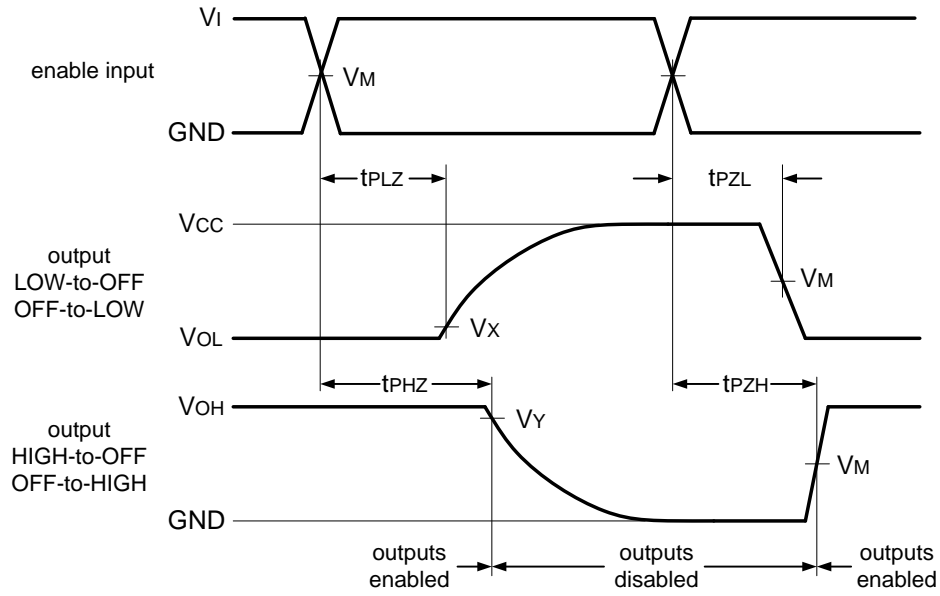 VI
enable input
VM
GND
tPLZ
tPZL
VCC
output
LOW-to-OFF
OFF-to-LOW
VM
VX
VOL
tPHZ
tPZH
VOH
output
HIGH-to-OFF
OFF-to-HIGH
VY
VM
GND
outputs
enabled
outputs
disabled
outputs
enabled